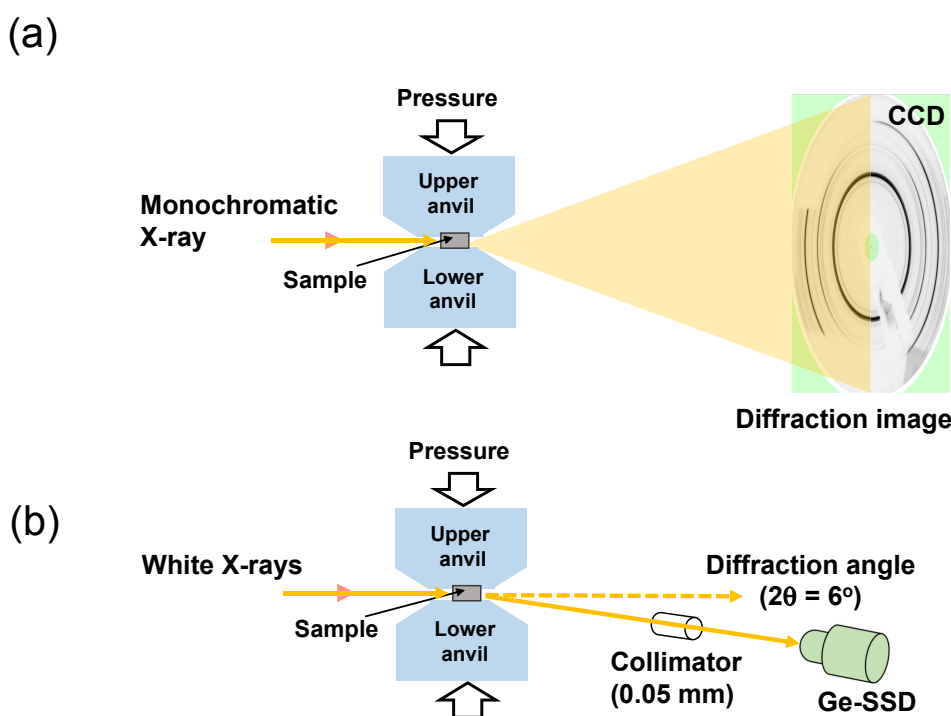 (a)
Pressure
CCD
Upper
anvil
Monochromatic
X-ray
Sample
Lower
anvil
Diffraction image
Pressure
(b)
Upper
anvil
White X-rays
Diffraction angle
(2θ = 6°)
Sample
Lower
anvil
Collimator
(0.05 mm)
Ge-SSD